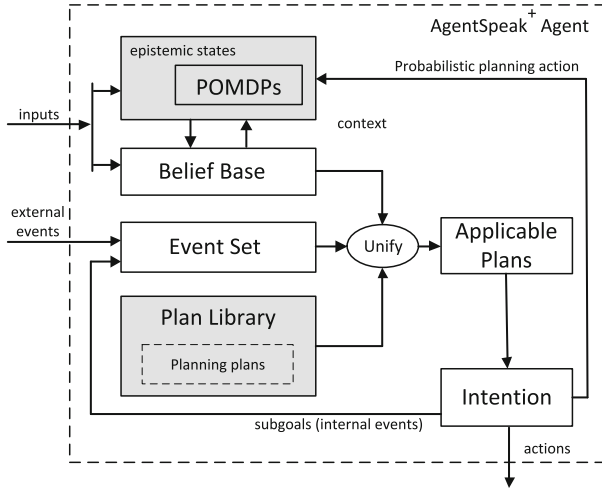 AgentSpeak+ Agent
epistemic states
POMDPs
Probabilistic planning action
inputs
context
Belief Base
external
events
Event Set
Unify
Applicable
Plans
Plan Library
Planning plans
Intention
subgoals (internal events)
actions